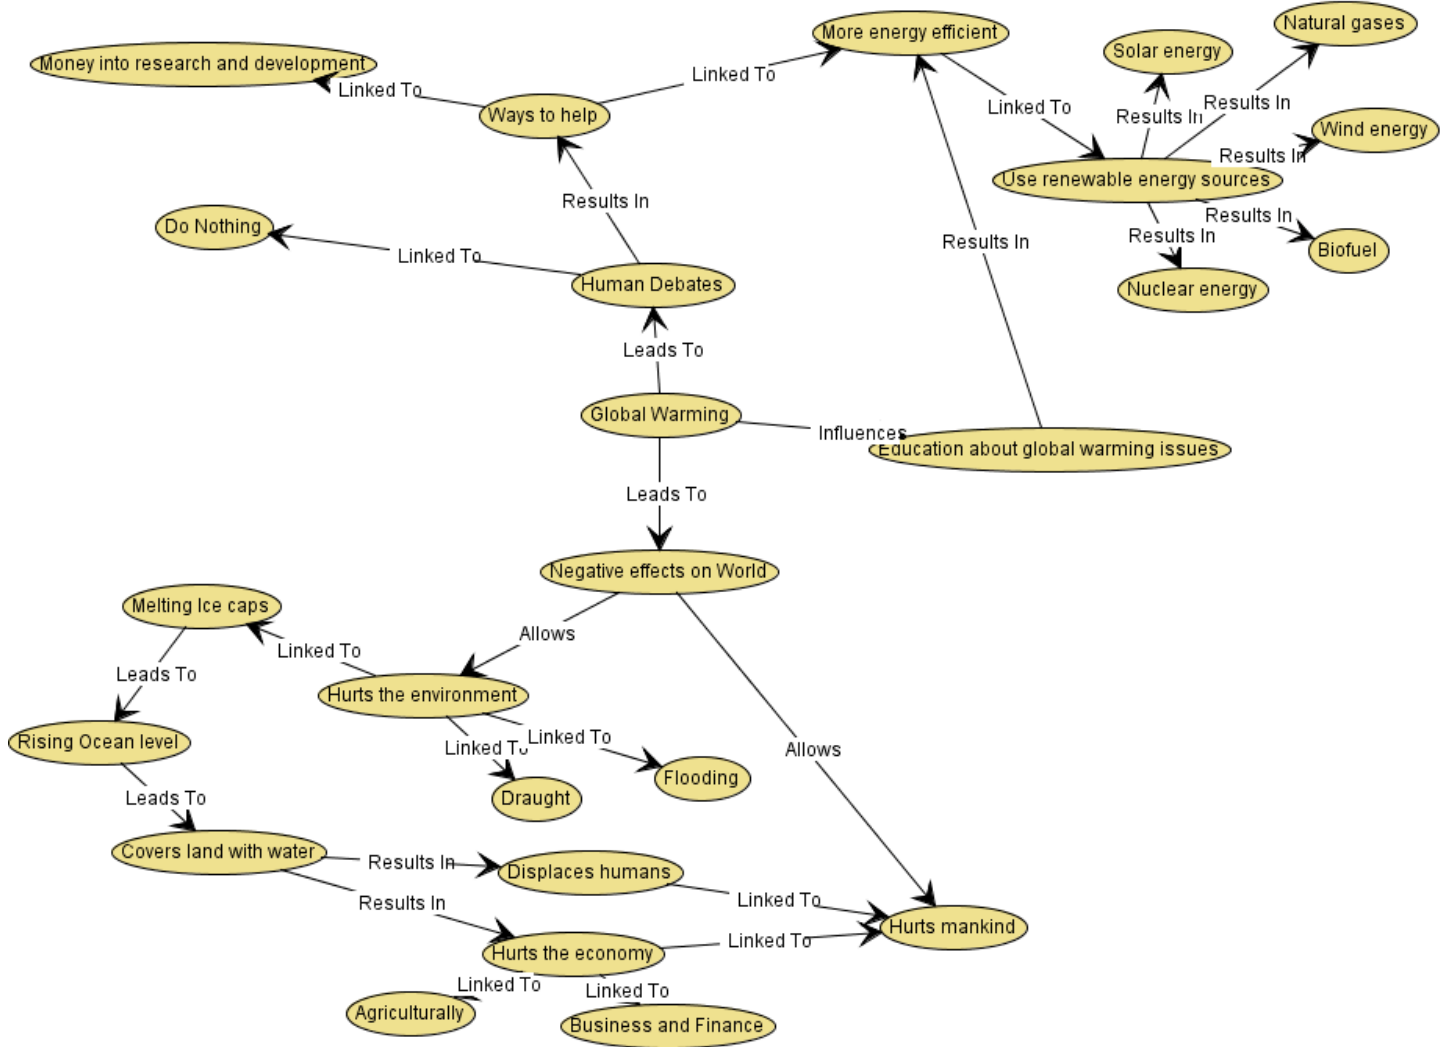 Natural gases
More energy efficient
Solar energy
Money into research and development
Linked To
Linked To
Linked To
Results In
Results In
Ways to help
Wind energy
Results In
Use renewable energy sources
Results In
Results In
Results In
Do Nothing
Results In
Biofuel
Linked To
Human Debates
Nuclear energy
Leads To
Global Warming
Influences
Education about global warming issues
Leads To
Negative effects on World
Melting Ice caps
Allows
Linked To
Leads To
Hurts the environment
Rising Ocean level
Linked To
Linked To
Allows
Flooding
Draught
Leads To
Covers land with water
Results In
Displaces humans
Results In
Linked To
Hurts mankind
Linked To
Hurts the economy
Linked To
Linked To
Agriculturally
Business and Finance